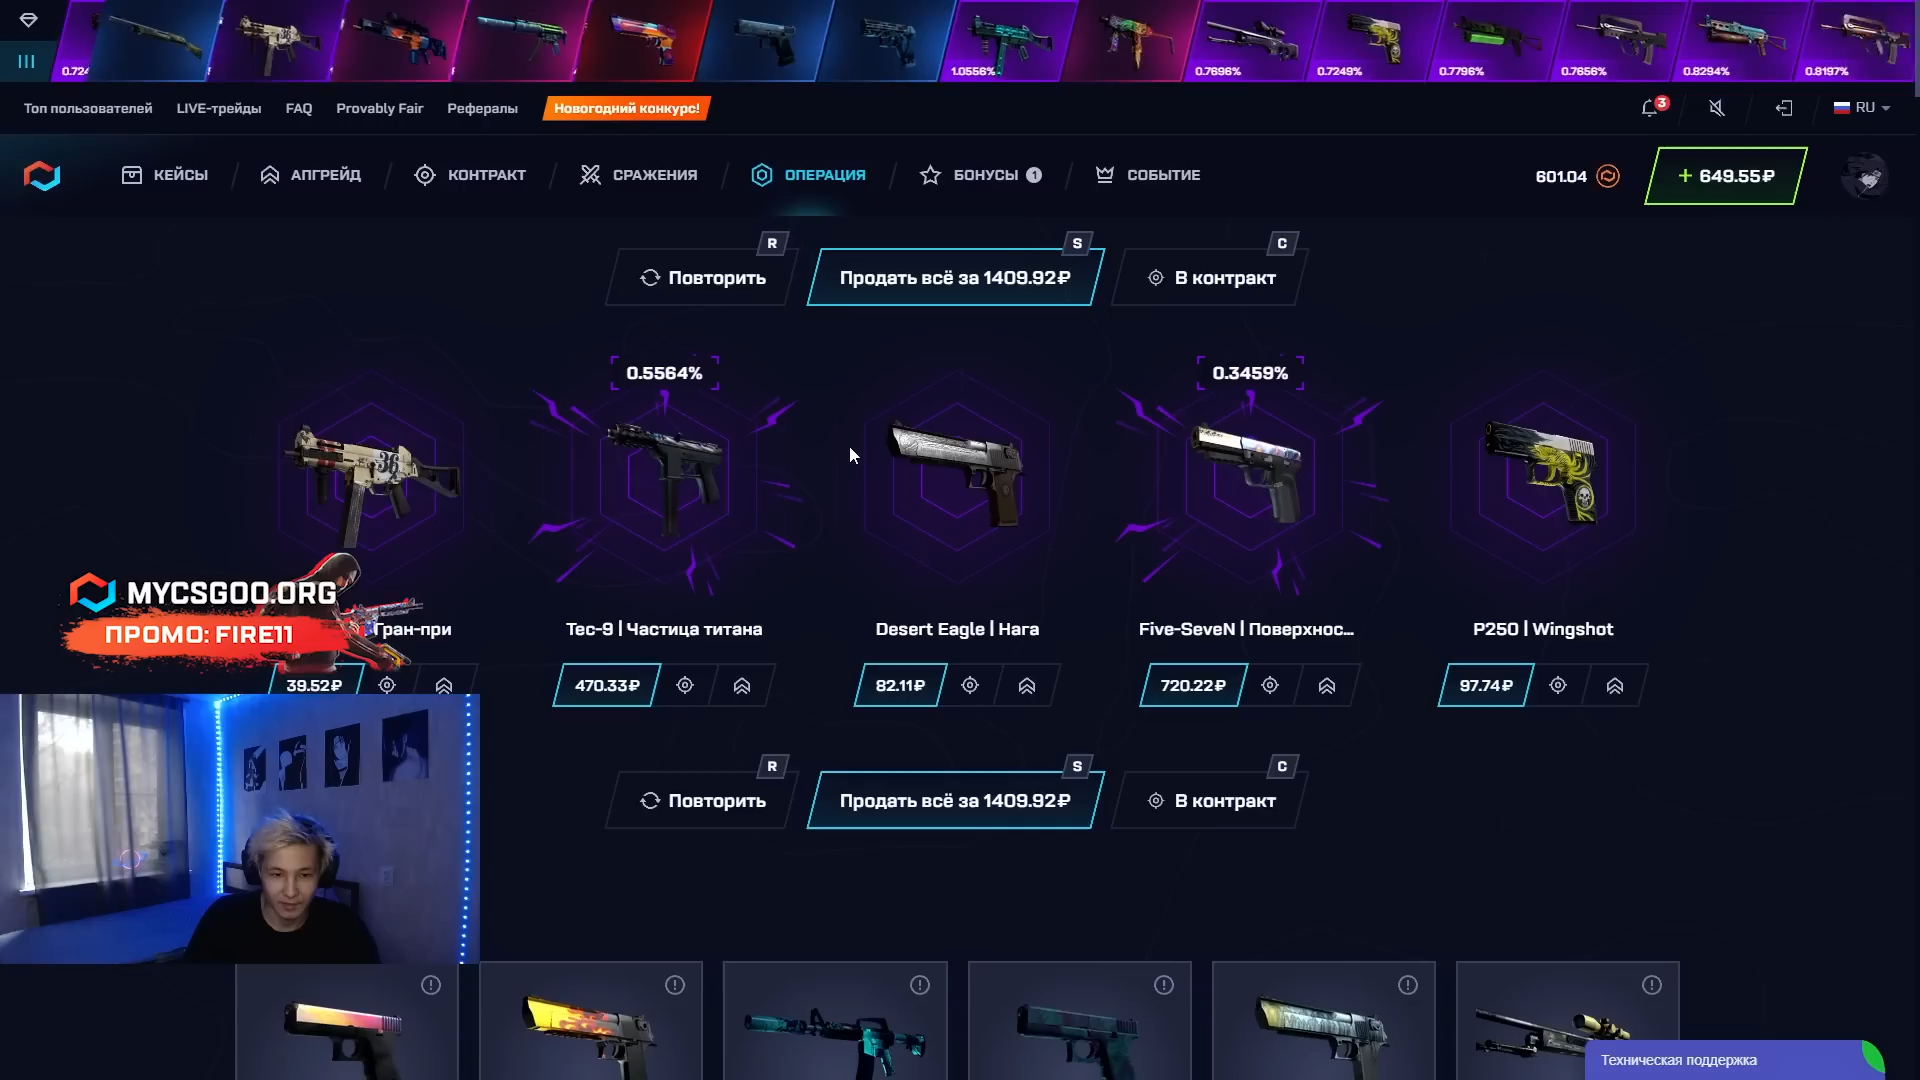 0.724
1.0556%
0.7696%
0.7249%
0.7796%
0.7656%
0.8294%
0.8197%
Топ пользователей
LIVE-трейды
FAQ
Provably Fair
Рефералы
Новогодний конкурс!
3
RU
КЕЙСЫ
АПГРЕЙД
КОНТРАКТ
СРАЖЕНИЯ
ОПЕРАЦИЯ
БОНУСЫ 1
СОБЫТИЕ
601.04
+ 649.55₽
R
S
C
Повторить
Продать всё за 1409.92₽
В контракт
0.5564%
0.3459%
36
MYCSGOO.ORG
ПРОМО: FIRE11
Гран-при
Tec-9 | Частица титана
Desert Eagle | Нага
Five-SeveN | Поверхнос...
P250 | Wingshot
39.52₽
470.33₽
82.11₽
720.22₽
97.74₽
R
S
C
Повторить
Продать всё за 1409.92₽
В контракт
Техническая поддержка